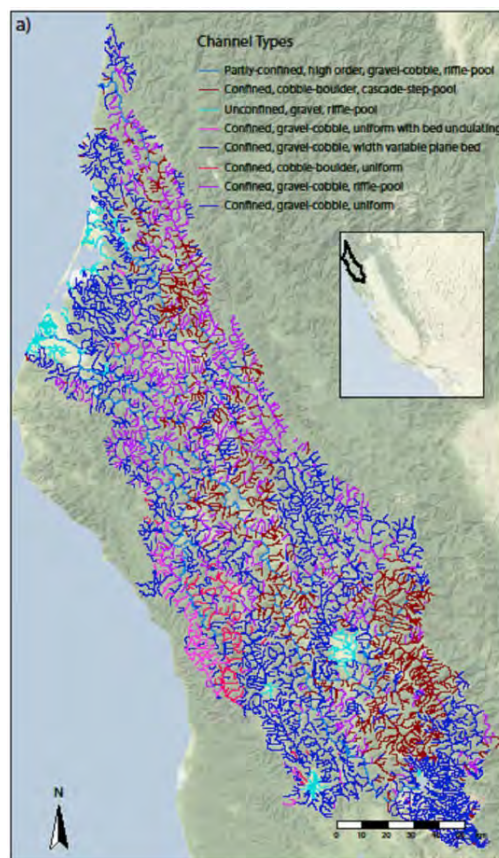 a)
Channel Types
Partly-confined, high order, gravel-cobble, riffle-pool
Confined, cobble-boulder, cascade-step-pool
Unconfined, gravel, riffle-pool
Confined, gravel-cobble, uniform with bed undulating
Confined, gravel-cobble, width variable plane bed
Confined, cobble-boulder, uniform
Confined, gravel-cobble, riffle-pool
Confined, gravel-cobble, uniform
N
0 10 20 30 40